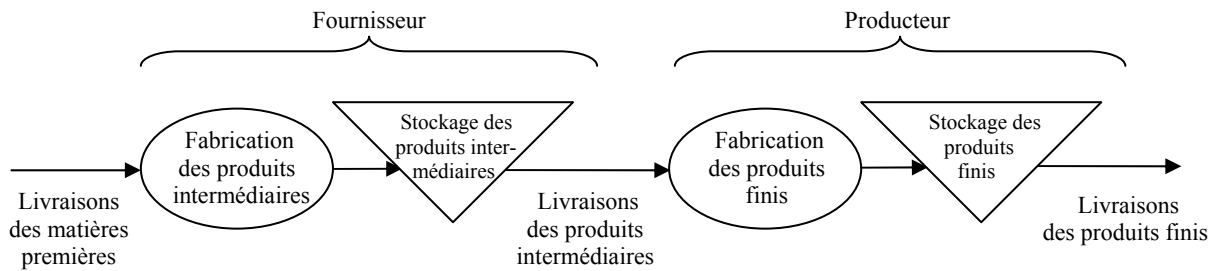 Fournisseur
Producteur
Fabrication
des produits
intermédiaires
Stockage des
produits inter-
médiaires
Fabrication
des produits
finis
Stockage des
produits
finis
Livraisons
des matières
premières
Livraisons
des produits
intermédiaires
Livraisons
des produits finis